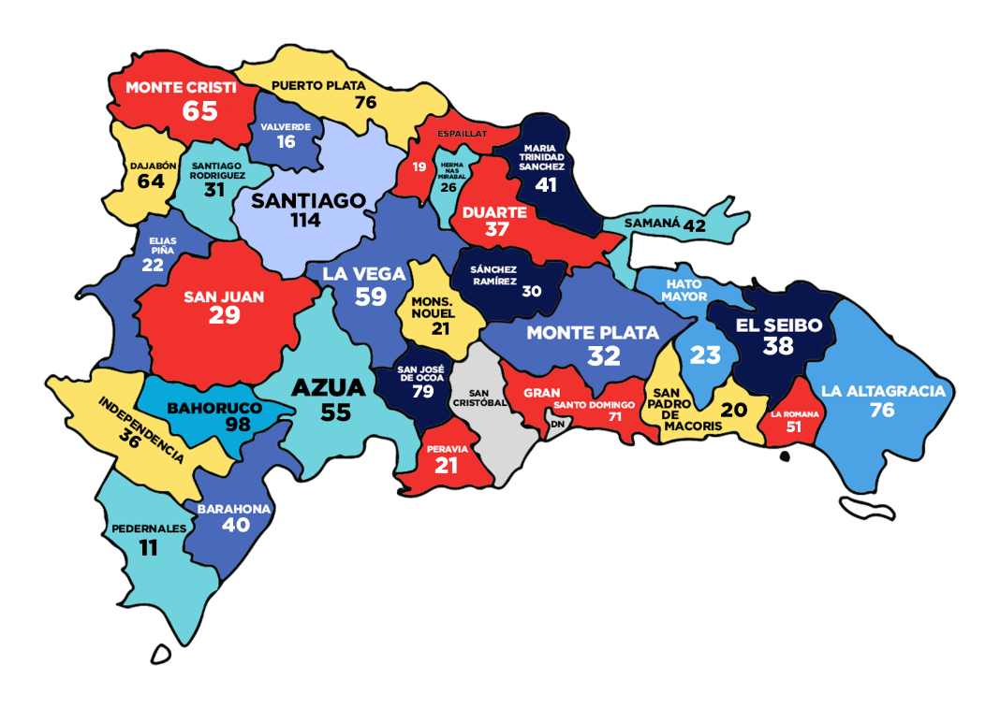 MONTE CRISTI
65
PUERTO PLATA
76
VALVERDE
16
ESPAILLAT
19
MARIA
TRINIDAD
SANCHEZ
41
DAJABÓN
64
SANTIAGO
RODRIGUEZ
31
HERMA
NAS
MIRABAL
26
SANTIAGO
114
DUARTE
37
SAMANÁ 42
ELIAS
PIÑA
22
LA VEGA
59
SÁNCHEZ
RAMÍREZ
30
HATO
MAYOR
23
SAN JUAN
29
MONS.
NOUEL
21
MONTE PLATA
32
EL SEIBO
38
AZUA
55
SAN JOSÉ
DE OCOA
79
SAN
CRISTÓBAL
GRAN
SANTO DOMINGO
71
DN
SAN
PADRO
DE
MACORIS
20
LA ROMANA
51
LA ALTAGRACIA
76
BAHORUCO
98
INDEPENDENCIA
36
PERAVIA
21
BARAHONA
40
PEDERNALES
11